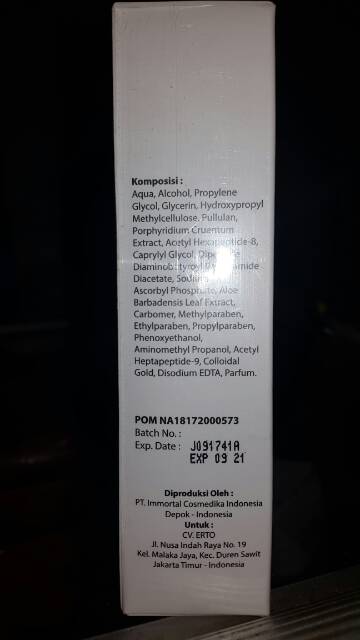 Komposisi :
Aqua, Alcohol, Propylene
Glycol, Glycerin, Hydroxypropyl
Methylcellulose, Pullulan,
Porphyridium Cruentum
Extract, Acetyl Hexapeptide-8,
Caprylyl Glycol,
Diaminobutyroyl
Diacetate, Sodium
Ascorbyl Phosphate, Aloe
Barbadensis Leaf Extract,
Carbomer, Methylparaben,
Ethylparaben, Propylparaben,
Phenoxyethanol,
Aminomethyl Propanol, Acetyl
Heptapeptide-9, Colloidal
Gold, Disodium EDTA, Parfum.
POM NA18172000573
Batch No. :
Exp. Date : J091741A
EXP 09 21
Diproduksi Oleh :
PT. Immortal Cosmedika Indonesia
Depok - Indonesia
Untuk :
CV. ERTO
Jl. Nusa Indah Raya No. 19
Kel. Malaka Jaya, Kec. Duren Sawit
Jakarta Timur - Indonesia